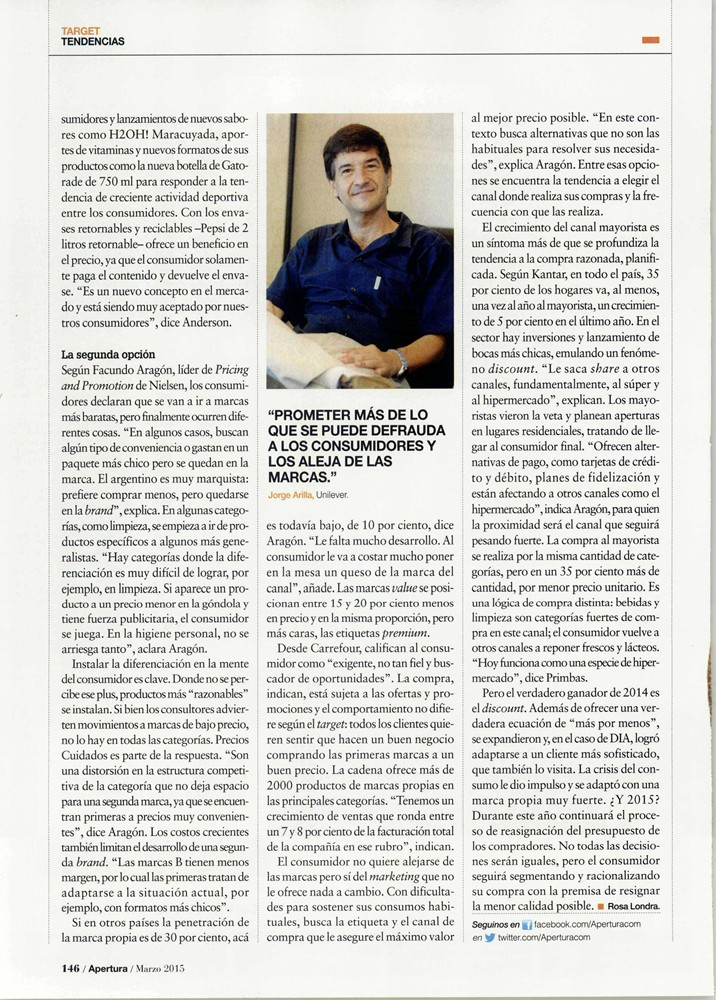 TARGET
TENDENCIAS
sumidores y lanzamientos de nuevos sabo-
res como H2OH! Maracuyada, apor-
tes de vitaminas y nuevos formatos de sus
productos como la nueva botella de Gato-
rade de 750 ml para responder a la ten-
dencia de creciente actividad deportiva
entre los consumidores. Con los enva-
ses retornables y reciclables –Pepsi de 2
litros retornable– ofrece un beneficio en
el precio, ya que el consumidor solamen-
te paga el contenido y devuelve el enva-
se. “Es un nuevo concepto en el merca-
do y está siendo muy aceptado por nues-
tros consumidores”, dice Anderson.
La segunda opción
Según Facundo Aragón, líder de Pricing
and Promotion de Nielsen, los consumi-
dores declaran que se van a ir a marcas
más baratas, pero finalmente ocurren dife-
rentes cosas. “En algunos casos, buscan
algún tipo de conveniencia o gastan en un
paquete más chico pero se quedan en la
marca. El argentino es muy marquista:
prefiere comprar menos, pero quedarse
en la brand”, explica. En algunas catego-
rías, como limpieza, se empieza a ir de pro-
ductos específicos a algunos más gene-
ralistas. “Hay categorías donde la dife-
renciación es muy difícil de lograr, por
ejemplo, en limpieza. Si aparece un pro-
ducto a un precio menor en la góndola y
tiene fuerza publicitaria, el consumidor
se juega. En la higiene personal, no se
arriesga tanto”, aclara Aragón.
Instalar la diferenciación en la mente
del consumidor es clave. Donde no se per-
cibe ese plus, productos más “razonables”
se instalan. Si bien los consultores advier-
ten movimientos a marcas de bajo precio,
no lo hay en todas las categorías. Precios
Cuidados es parte de la respuesta. “Son
una distorsión en la estructura competi-
tiva de la categoría que no deja espacio
para una segunda marca, ya que se encuen-
tran primeras a precios muy convenien-
tes”, dice Aragón. Los costos crecientes
también limitan el desarrollo de una segun-
da brand. “Las marcas B tienen menos
margen, por lo cual las primeras tratan de
adaptarse a la situación actual, por
ejemplo, con formatos más chicos”.
Si en otros países la penetración de
la marca propia es de 30 por ciento, acá
“PROMETER MÁS DE LO
QUE SE PUEDE DEFRAUDA
A LOS CONSUMIDORES Y
LOS ALEJA DE LAS
MARCAS.”
Jorge Arilla, Unilever.
es todavía bajo, de 10 por ciento, dice
Aragón. “Le falta mucho desarrollo. Al
consumidor le va a costar mucho poner
en la mesa un queso de la marca del
canal”, añade. Las marcas value se posi-
cionan entre 15 y 20 por ciento menos
en precio y en la misma proporción, pero
más caras, las etiquetas premium.
Desde Carrefour, califican al consu-
midor como “exigente, no tan fiel y bus-
cador de oportunidades”. La compra,
indican, está sujeta a las ofertas y pro-
mociones y el comportamiento no difie-
re según el target: todos los clientes quie-
ren sentir que hacen un buen negocio
comprando las primeras marcas a un
buen precio. La cadena ofrece más de
2000 productos de marcas propias en
las principales categorías. “Tenemos un
crecimiento de ventas que ronda entre
un 7 y 8 por ciento de la facturación total
de la compañía en ese rubro”, indican.
El consumidor no quiere alejarse de
las marcas pero sí del marketing que no
le ofrece nada a cambio. Con dificulta-
des para sostener sus consumos habi-
tuales, busca la etiqueta y el canal de
compra que le asegure el máximo valor
al mejor precio posible. “En este con-
texto busca alternativas que no son las
habituales para resolver sus necesida-
des”, explica Aragón. Entre esas opcio-
nes se encuentra la tendencia a elegir el
canal donde realiza sus compras y la fre-
cuencia con que las realiza.
El crecimiento del canal mayorista es
un síntoma más de que se profundiza la
tendencia a la compra razonada, planifi-
cada. Según Kantar, en todo el país, 35
por ciento de los hogares va, al menos,
una vez al año al mayorista, un crecimien-
to de 5 por ciento en el último año. En el
sector hay inversiones y lanzamiento de
bocas más chicas, emulando un fenóme-
no discount. “Le saca share a otros
canales, fundamentalmente, al súper y
al hipermercado”, explican. Los mayo-
ristas vieron la veta y planean aperturas
en lugares residenciales, tratando de lle-
gar al consumidor final. “Ofrecen alter-
nativas de pago, como tarjetas de crédi-
to y débito, planes de fidelización y
están afectando a otros canales como el
hipermercado”, indica Aragón, para quien
la proximidad será el canal que seguirá
pesando fuerte. La compra al mayorista
se realiza por la misma cantidad de cate-
gorías, pero en un 35 por ciento más de
cantidad, por menor precio unitario. Es
una lógica de compra distinta: bebidas y
limpieza son categorías fuertes de com-
pra en este canal; el consumidor vuelve a
otros canales a reponer frescos y lácteos.
“Hoy funciona como una especie de hiper-
mercado”, dice Primbas.
Pero el verdadero ganador de 2014 es
el discount. Además de ofrecer una ver-
dadera ecuación de “más por menos”,
se expandieron y, en el caso de DIA, logró
adaptarse a un cliente más sofisticado,
que también lo visita. La crisis del con-
sumo le dio impulso y se adaptó con una
marca propia muy fuerte. ¿Y 2015?
Durante este año continuará el proce-
so de reasignación del presupuesto de
los compradores. No todas las decisio-
nes serán iguales, pero el consumidor
seguirá segmentando y racionalizando
su compra con la premisa de resignar
la menor calidad posible. Rosa Londra.
Seguinos en facebook.com/Aperturacom
en twitter.com/Aperturacom
146 / Apertura / Marzo 2015